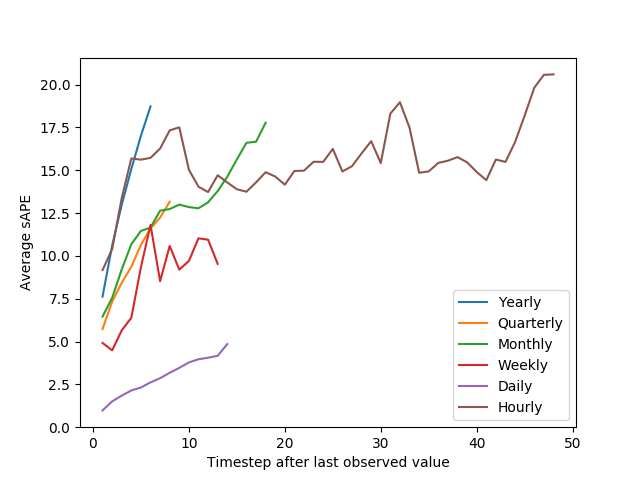 20.0
17.5
15.0
12.5
10.0
7.5
5.0
2.5
0.0
Average sAPE
0 10 20 30 40 50
Timestep after last observed value
Yearly
Quarterly
Monthly
Weekly
Daily
Hourly